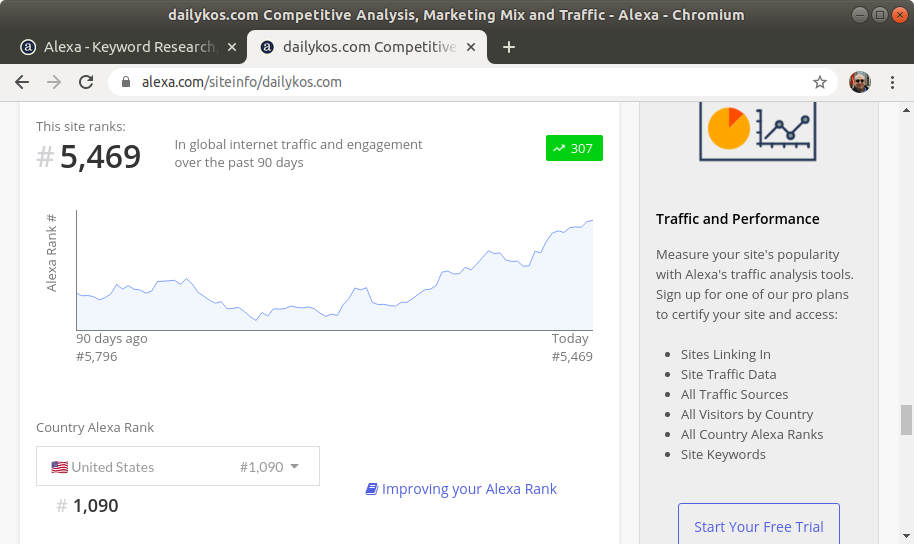 dailykos.com Competitive Analysis, Marketing Mix and Traffic - Alexa - Chromium
Alexa - Keyword Research,
dailykos.com Competitive
alexa.com/siteinfo/dailykos.com
This site ranks:
# 5,469
In global internet traffic and engagement
over the past 90 days
307
Alexa Rank #
90 days ago
#5,796
Today
#5,469
Country Alexa Rank
United States #1,090
# 1,090
Improving your Alexa Rank
Traffic and Performance
Measure your site's popularity
with Alexa's traffic analysis tools.
Sign up for one of our pro plans
to certify your site and access:
Sites Linking In
Site Traffic Data
All Traffic Sources
All Visitors by Country
All Country Alexa Ranks
Site Keywords
Start Your Free Trial